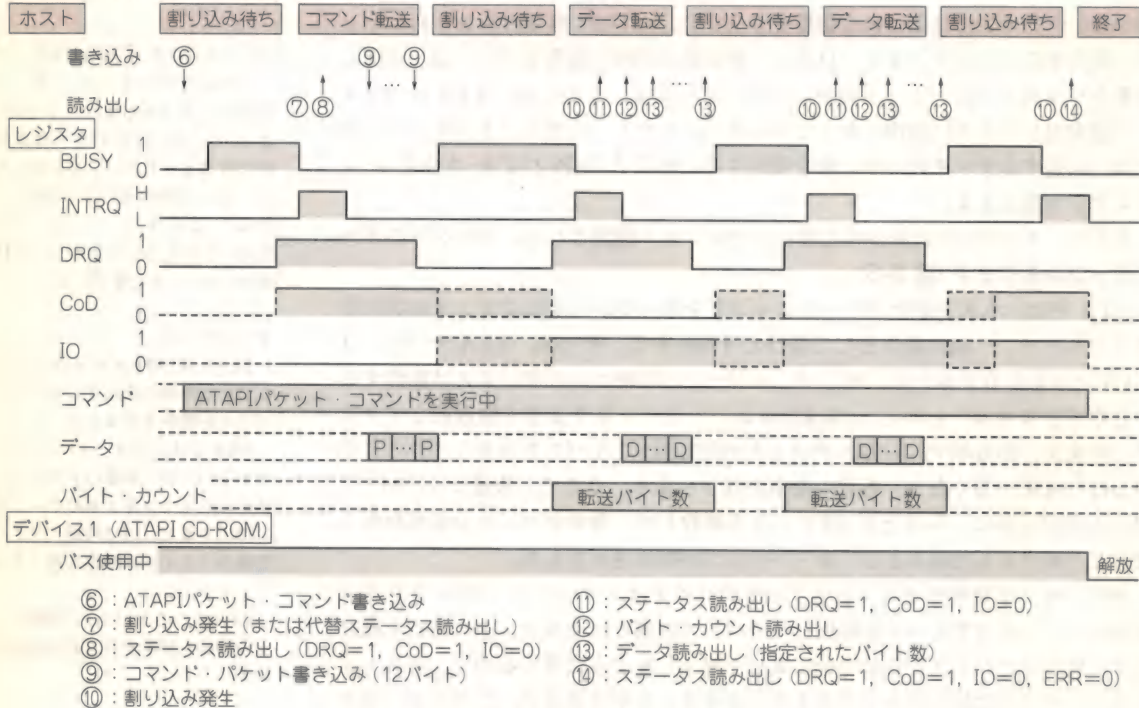 ホスト 割り込み待ち コマンド転送 割り込み待ち データ転送 割り込み待ち データ転送 割り込み待ち 終了
書き込み ⑥ ⑨ … ⑨ … …
読み出し ⑦ ⑧ ⑩ ⑪ ⑫ ⑬ ⑬ ⑩ ⑪ ⑫ ⑬ ⑬ ⑩ ⑭
レジスタ
BUSY 1 0
INTRQ H L
DRQ 1 0
CoD 1 0
IO 1 0
コマンド ATAPIパケット・コマンドを実行中
データ P … P D … D D … D
バイト・カウント 転送バイト数 転送バイト数
デバイス1 (ATAPI CD-ROM)
バス使用中 解放
⑥:ATAPIパケット・コマンド書き込み
⑦:割り込み発生(または代替ステータス読み出し)
⑧:ステータス読み出し(DRQ=1, CoD=1, IO=0)
⑨:コマンド・パケット書き込み(12バイト)
⑩:割り込み発生
⑪:ステータス読み出し(DRQ=1, CoD=1, IO=0)
⑫:バイト・カウント読み出し
⑬:データ読み出し(指定されたバイト数)
⑭:ステータス読み出し(DRQ=1, CoD=1, IO=0, ERR=0)